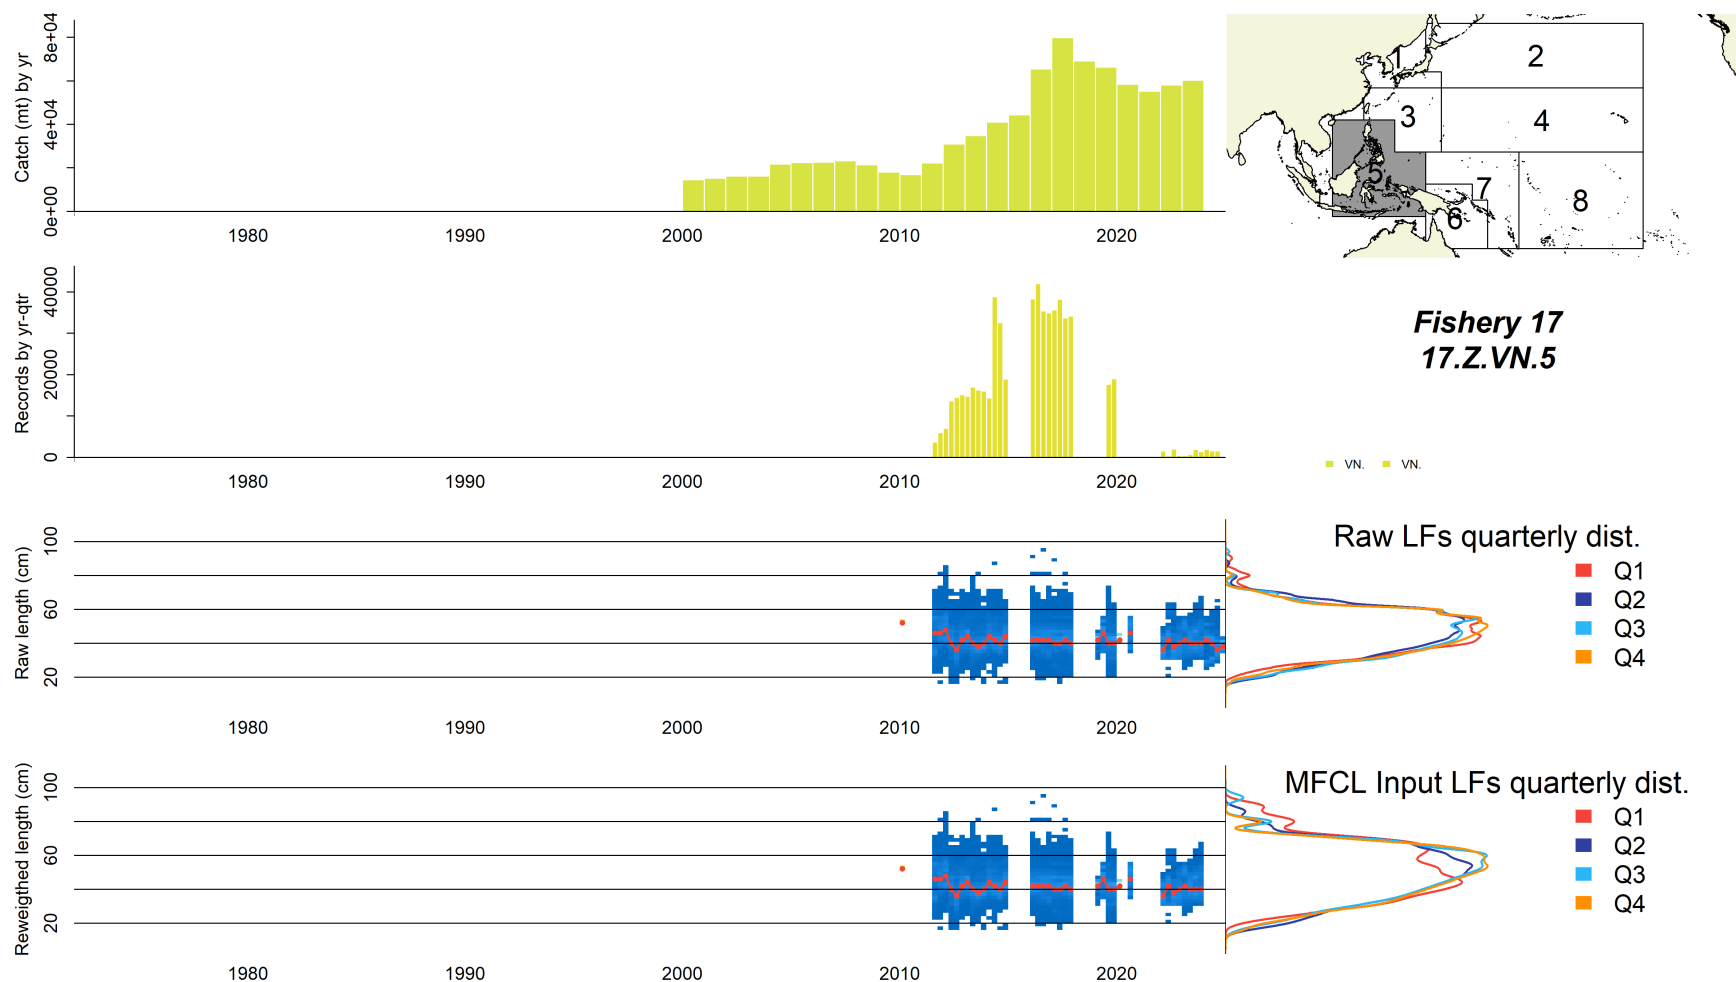 Catch (mt) by yr
8e+04
4e+04
0e+00
1980 1990 2000 2010 2020
1
2
3
4
5
6
7
8
Records by yr-qtr
40000
20000
0
1980 1990 2000 2010 2020
Fishery 17
17.Z.VN.5
VN. VN.
Raw length (cm)
100
60
20
1980 1990 2000 2010 2020
Raw LFs quarterly dist.
Q1
Q2
Q3
Q4
Reweigthed length (cm)
100
60
20
1980 1990 2000 2010 2020
MFCL Input LFs quarterly dist.
Q1
Q2
Q3
Q4